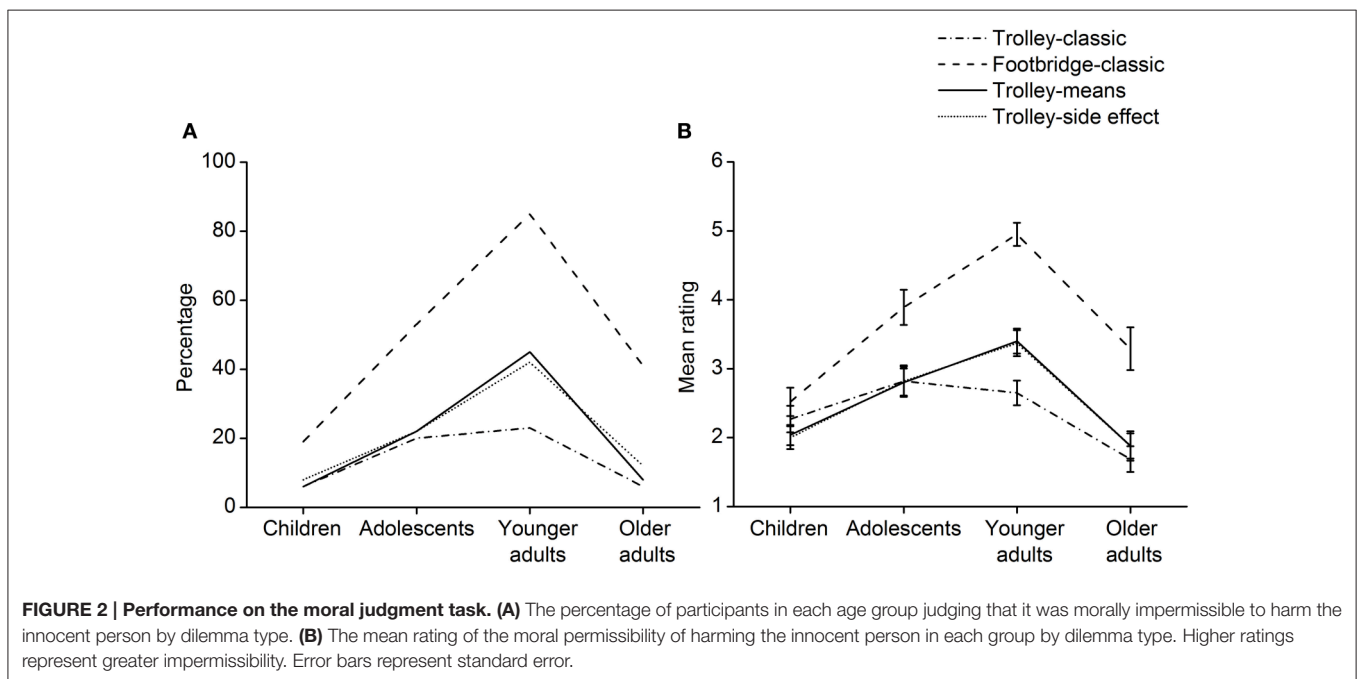 Trolley-classic
Footbridge-classic
Trolley-means
Trolley-side effect
A
100
80
60
40
20
0
Percentage
Children
Adolescents
Younger
adults
Older
adults
B
6
5
4
3
2
1
Mean rating
Children
Adolescents
Younger
adults
Older
adults
FIGURE 2 | Performance on the moral judgment task. (A) The percentage of participants in each age group judging that it was morally impermissible to harm the
innocent person by dilemma type. (B) The mean rating of the moral permissibility of harming the innocent person in each group by dilemma type. Higher ratings
represent greater impermissibility. Error bars represent standard error.